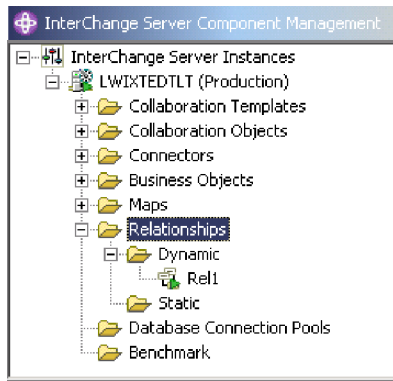 InterChange Server Component Management
InterChange Server Instances
LWIXTEDTLT (Production)
Collaboration Templates
Collaboration Objects
Connectors
Business Objects
Maps
Relationships
Dynamic
Rel1
Static
Database Connection Pools
Benchmark